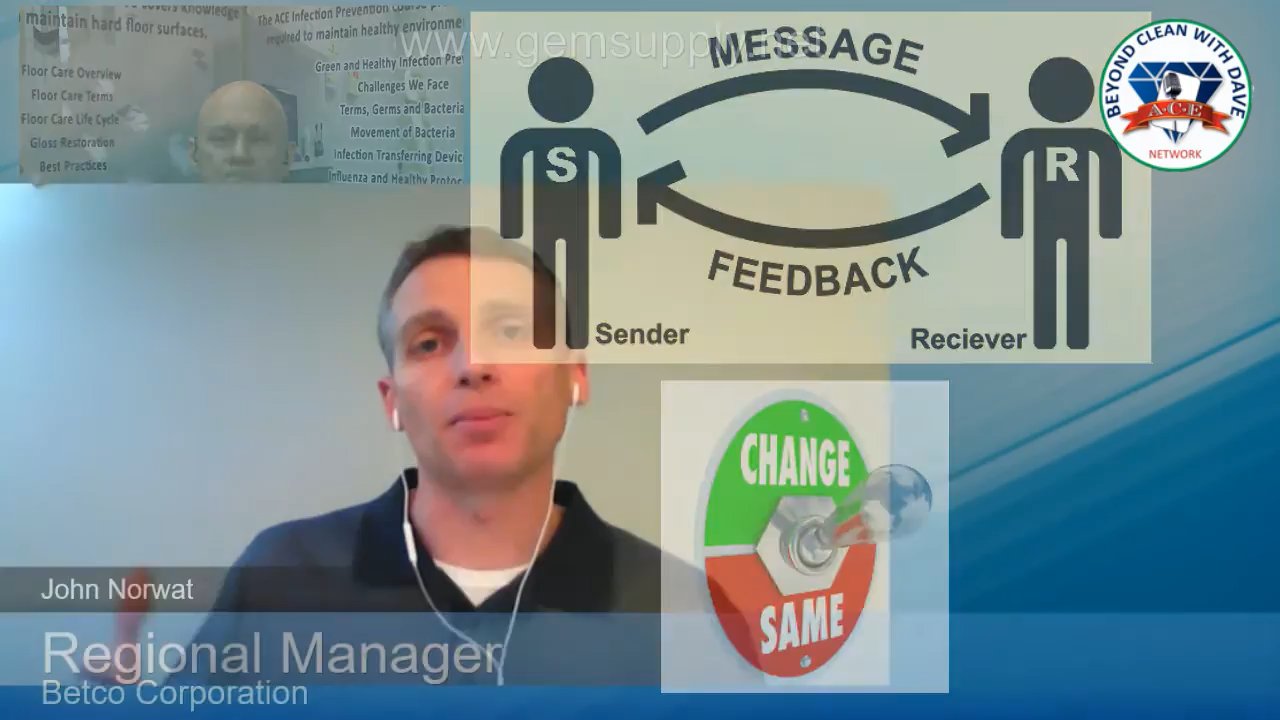 maintain hard floor surfaces.
Floor Care Overview
Floor Care Terms
Floor Care Life Cycle
Gloss Restoration
Best Practices
The ACE Infection Prevention Course
required to maintain healthy environme
Green and Healthy Infection Pre
Challenges We Face
Terms, Germs and Bacteria
Movement of Bacteria
Infection Transferring Devic
Influenza and Healthy Protoc
www.gemsupply
MESSAGE
S
R
FEEDBACK
Sender
Reciever
BEYOND CLEAN WITH DAVE
A·C·E
NETWORK
CHANGE
SAME
John Norwat
Regional Manager
Betco Corporation